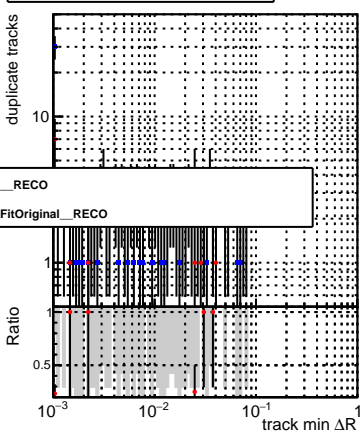 duplicate tracks
10
__RECO
FitOriginal__RECO
1
Ratio
1
0.5
10−3
10−2
10−1
1
track min ΔR